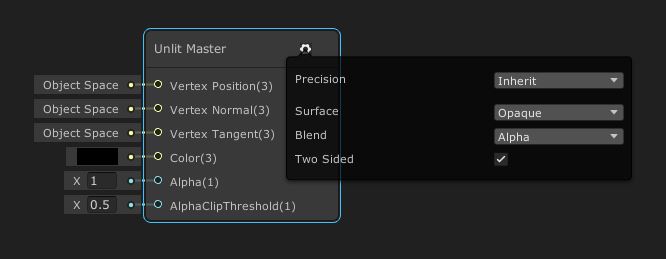 Unlit Master
Precision Inherit
Object Space Vertex Position(3)
Object Space Vertex Normal(3)
Surface Opaque
Object Space Vertex Tangent(3)
Blend Alpha
Color(3)
Two Sided
X 1 Alpha(1)
X 0.5 AlphaClipThreshold(1)